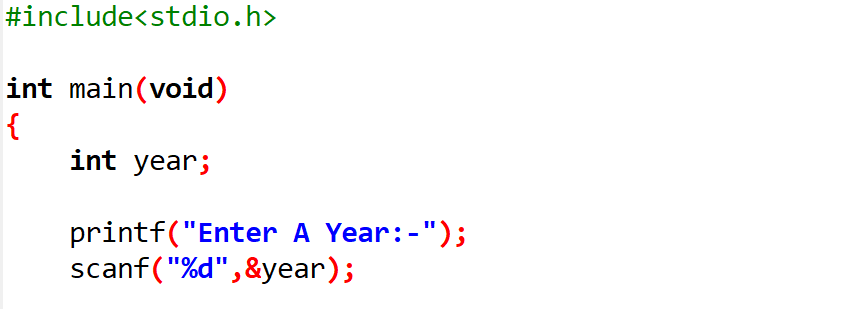 #include<stdio.h>
int main(void)
{
    int year;
    printf("Enter A Year:-");
    scanf("%d",&year);